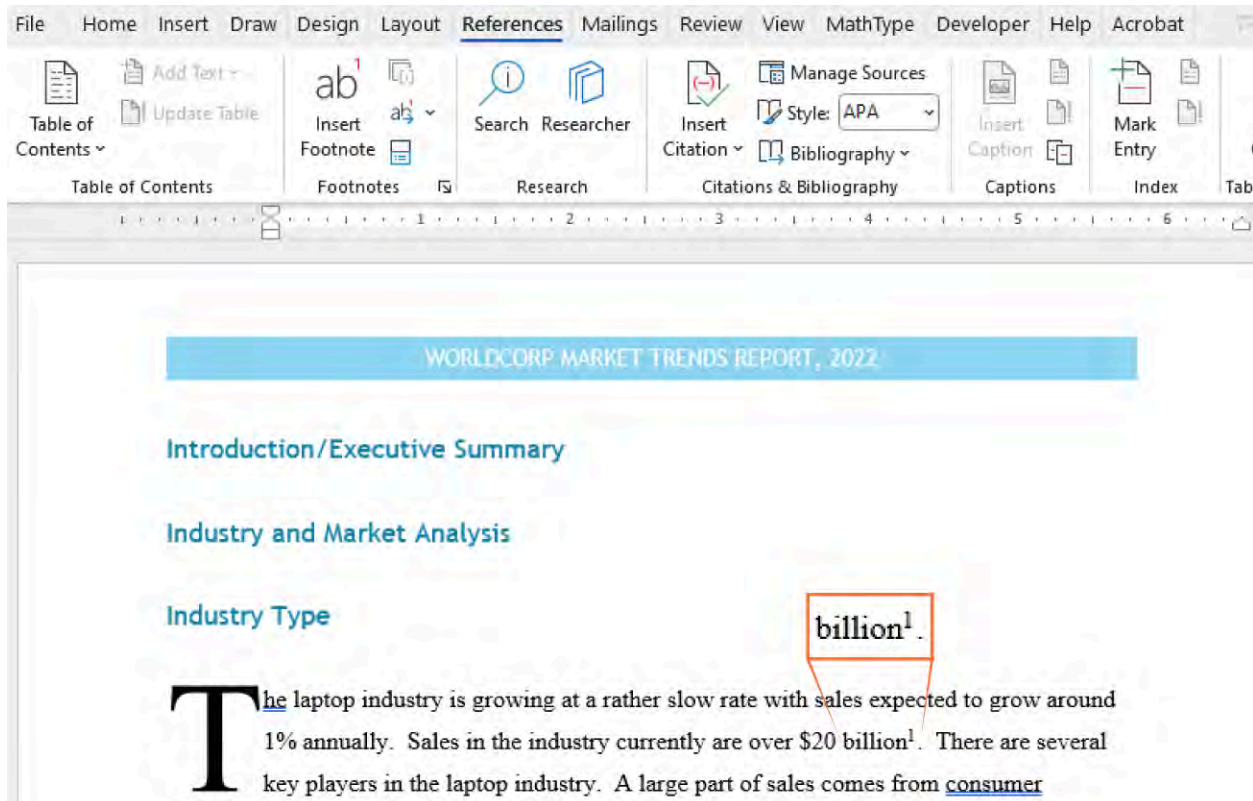 File Home Insert Draw Design Layout References Mailings Review View MathType Developer Help Acrobat
Table of Contents
Add Text
Update Table
Table of Contents
ab1
Insert Footnote
ab
Footnotes
Search Researcher
Research
Insert Citation
Manage Sources
Style: APA
Bibliography
Citations & Bibliography
Insert Caption
Captions
Mark Entry
Index
Tab
1 2 3 4 5 6
WORLDCORP MARKET TRENDS REPORT, 2022
Introduction/Executive Summary
Industry and Market Analysis
Industry Type
billion1.
The laptop industry is growing at a rather slow rate with sales expected to grow around
1% annually. Sales in the industry currently are over $20 billion1. There are several
key players in the laptop industry. A large part of sales comes from consumer